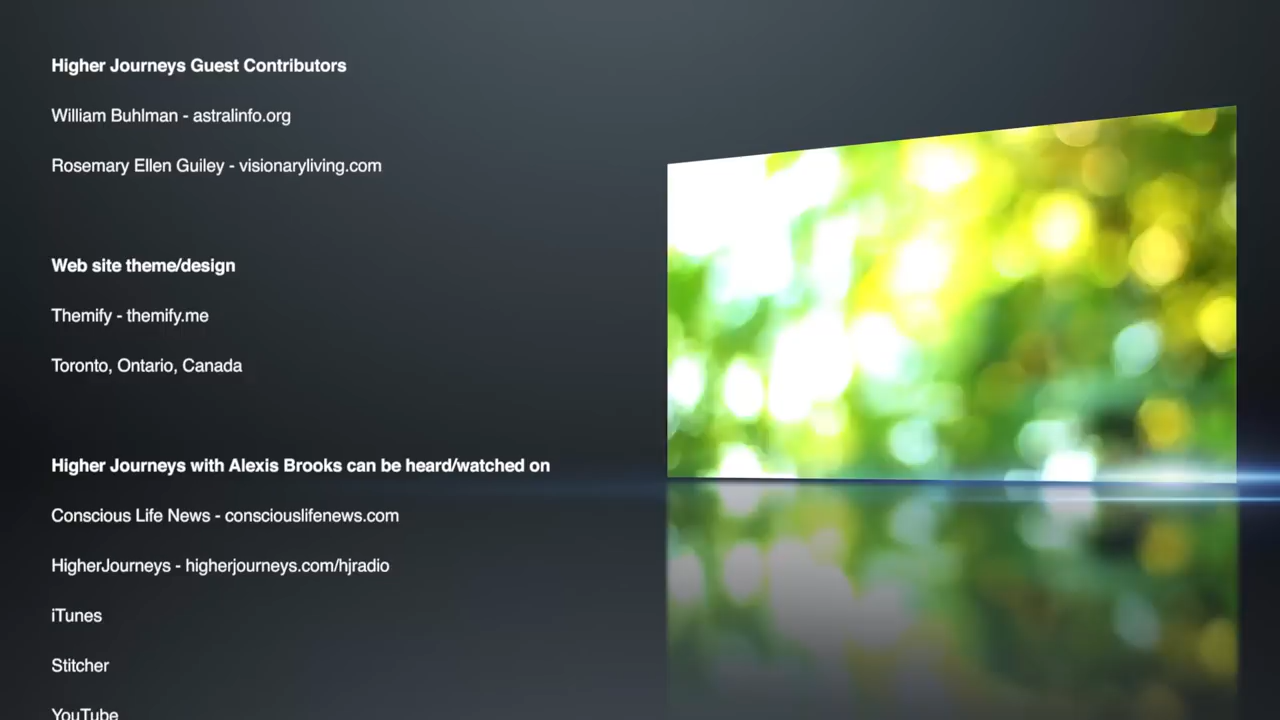 Higher Journeys Guest Contributors
William Buhlman - astralinfo.org
Rosemary Ellen Guiley - visionaryliving.com
Web site theme/design
Themify - themify.me
Toronto, Ontario, Canada
Higher Journeys with Alexis Brooks can be heard/watched on
Conscious Life News - consciouslifenews.com
HigherJourneys - higherjourneys.com/hjradio
iTunes
Stitcher
YouTube